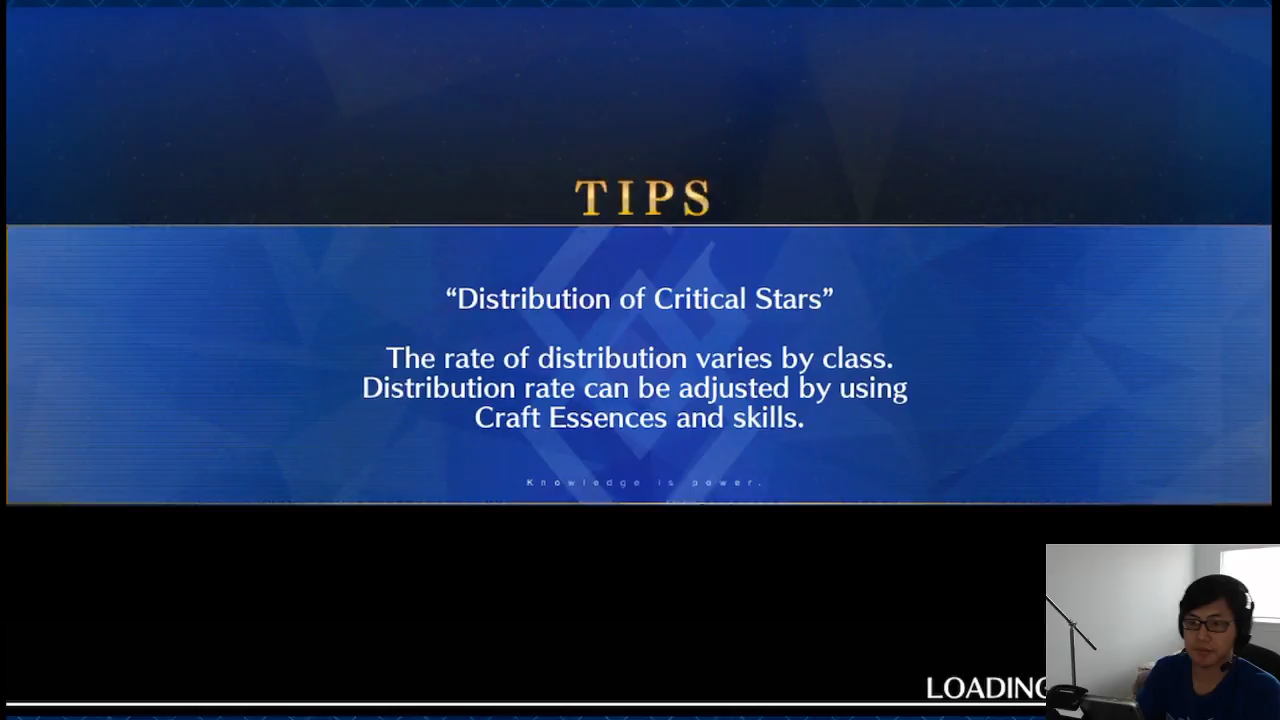 TIPS
“Distribution of Critical Stars”
The rate of distribution varies by class.
Distribution rate can be adjusted by using
Craft Essences and skills.
Knowledge is power.
LOADING